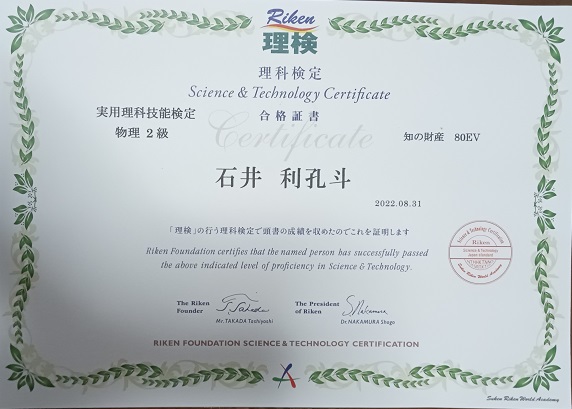 Riken
理検
理科検定
Science & Technology Certificate
実用理科技能検定
合格証書
物理 2級
Certificate
知の財産 80EV
石井 利孔斗
2022.08.31
「理検」の行う理科検定で頭書の成績を収めたのでこれを証明します
Riken Foundation certifies that the named person has successfully passed
the above indicated level of proficiency in Science & Technology.
Riken
The Riken
Founder
Mr.TAKADA Toshiyoshi
The President
of Riken
Dr.NAKAMURA Shogo
RIKEN FOUNDATION SCIENCE & TECHNOLOGY CERTIFICATION
Suken Riken World Academy